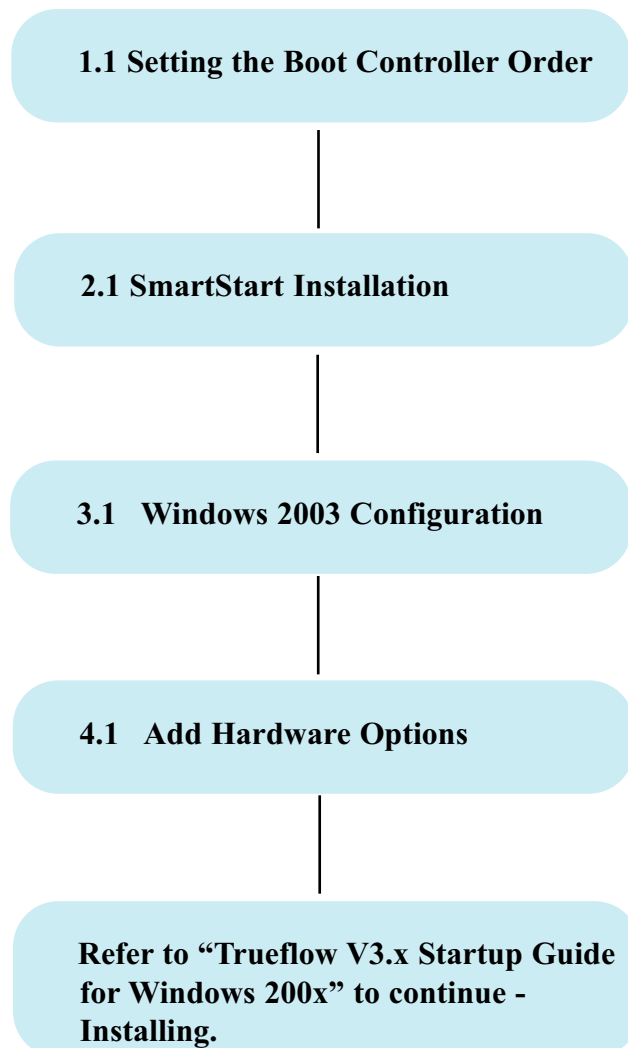 1.1 Setting the Boot Controller Order
2.1 SmartStart Installation
3.1 Windows 2003 Configuration
4.1 Add Hardware Options
Refer to “Trueflow V3.x Startup Guide
for Windows 200x” to continue -
Installing.